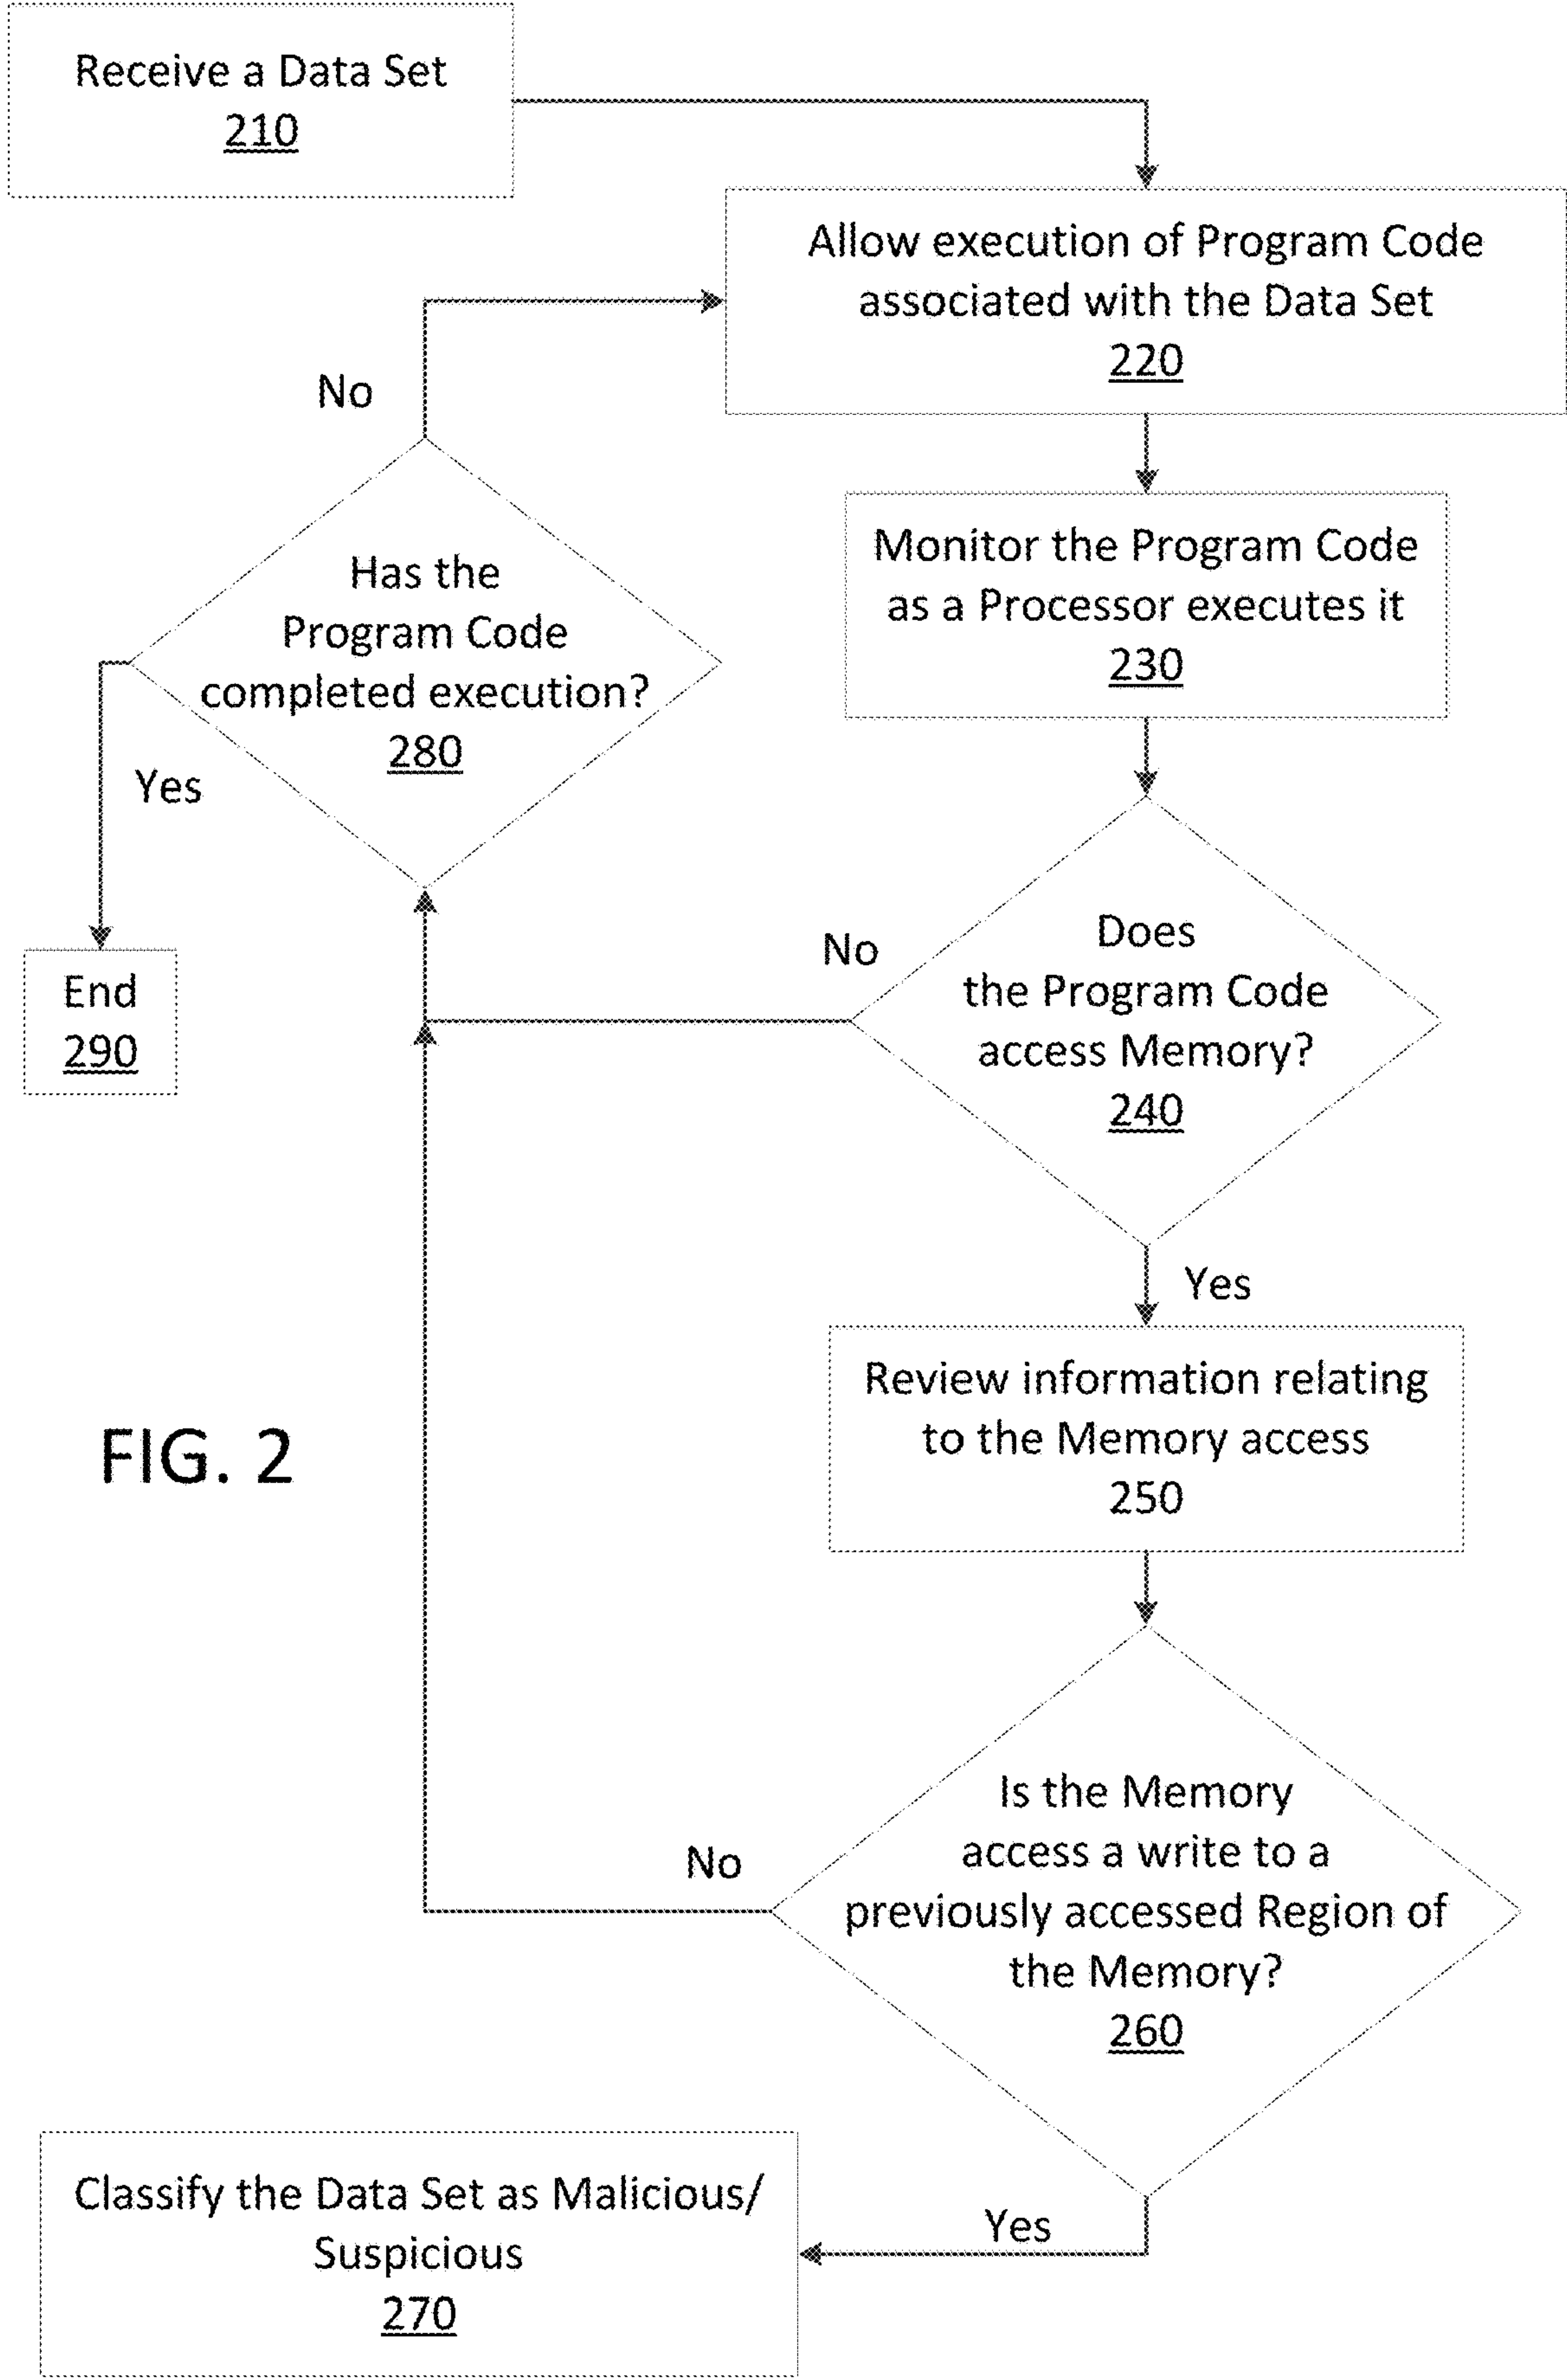 Receive a Data Set
210
Allow execution of Program Code
associated with the Data Set
220
No
Monitor the Program Code
as a Processor executes it
230
Has the
Program Code
completed execution?
280
Yes
Does
the Program Code
access Memory?
240
No
End
290
Yes
Review information relating
to the Memory access
250
FIG. 2
Is the Memory
access a write to a
previously accessed Region of
the Memory?
260
No
Yes
Classify the Data Set as Malicious/
Suspicious
270